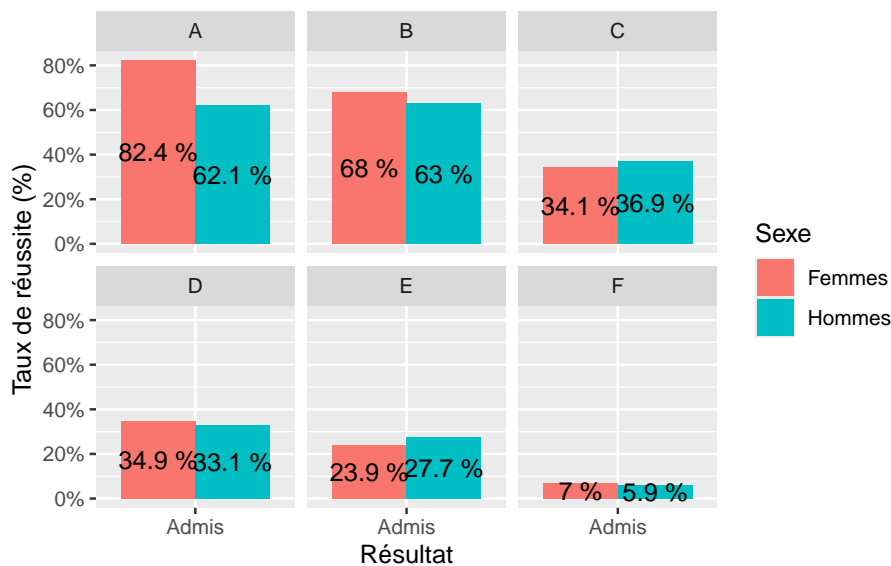 A
B
C
80%
60%
40%
20%
0%
82.4 %
62.1 %
68 %
63 %
34.1 %
36.9 %
D
E
F
80%
60%
40%
20%
0%
34.9 %
33.1 %
23.9 %
27.7 %
7 %
5.9 %
Admis
Admis
Admis
Résultat
Taux de réussite (%)
Sexe
Femmes
Hommes